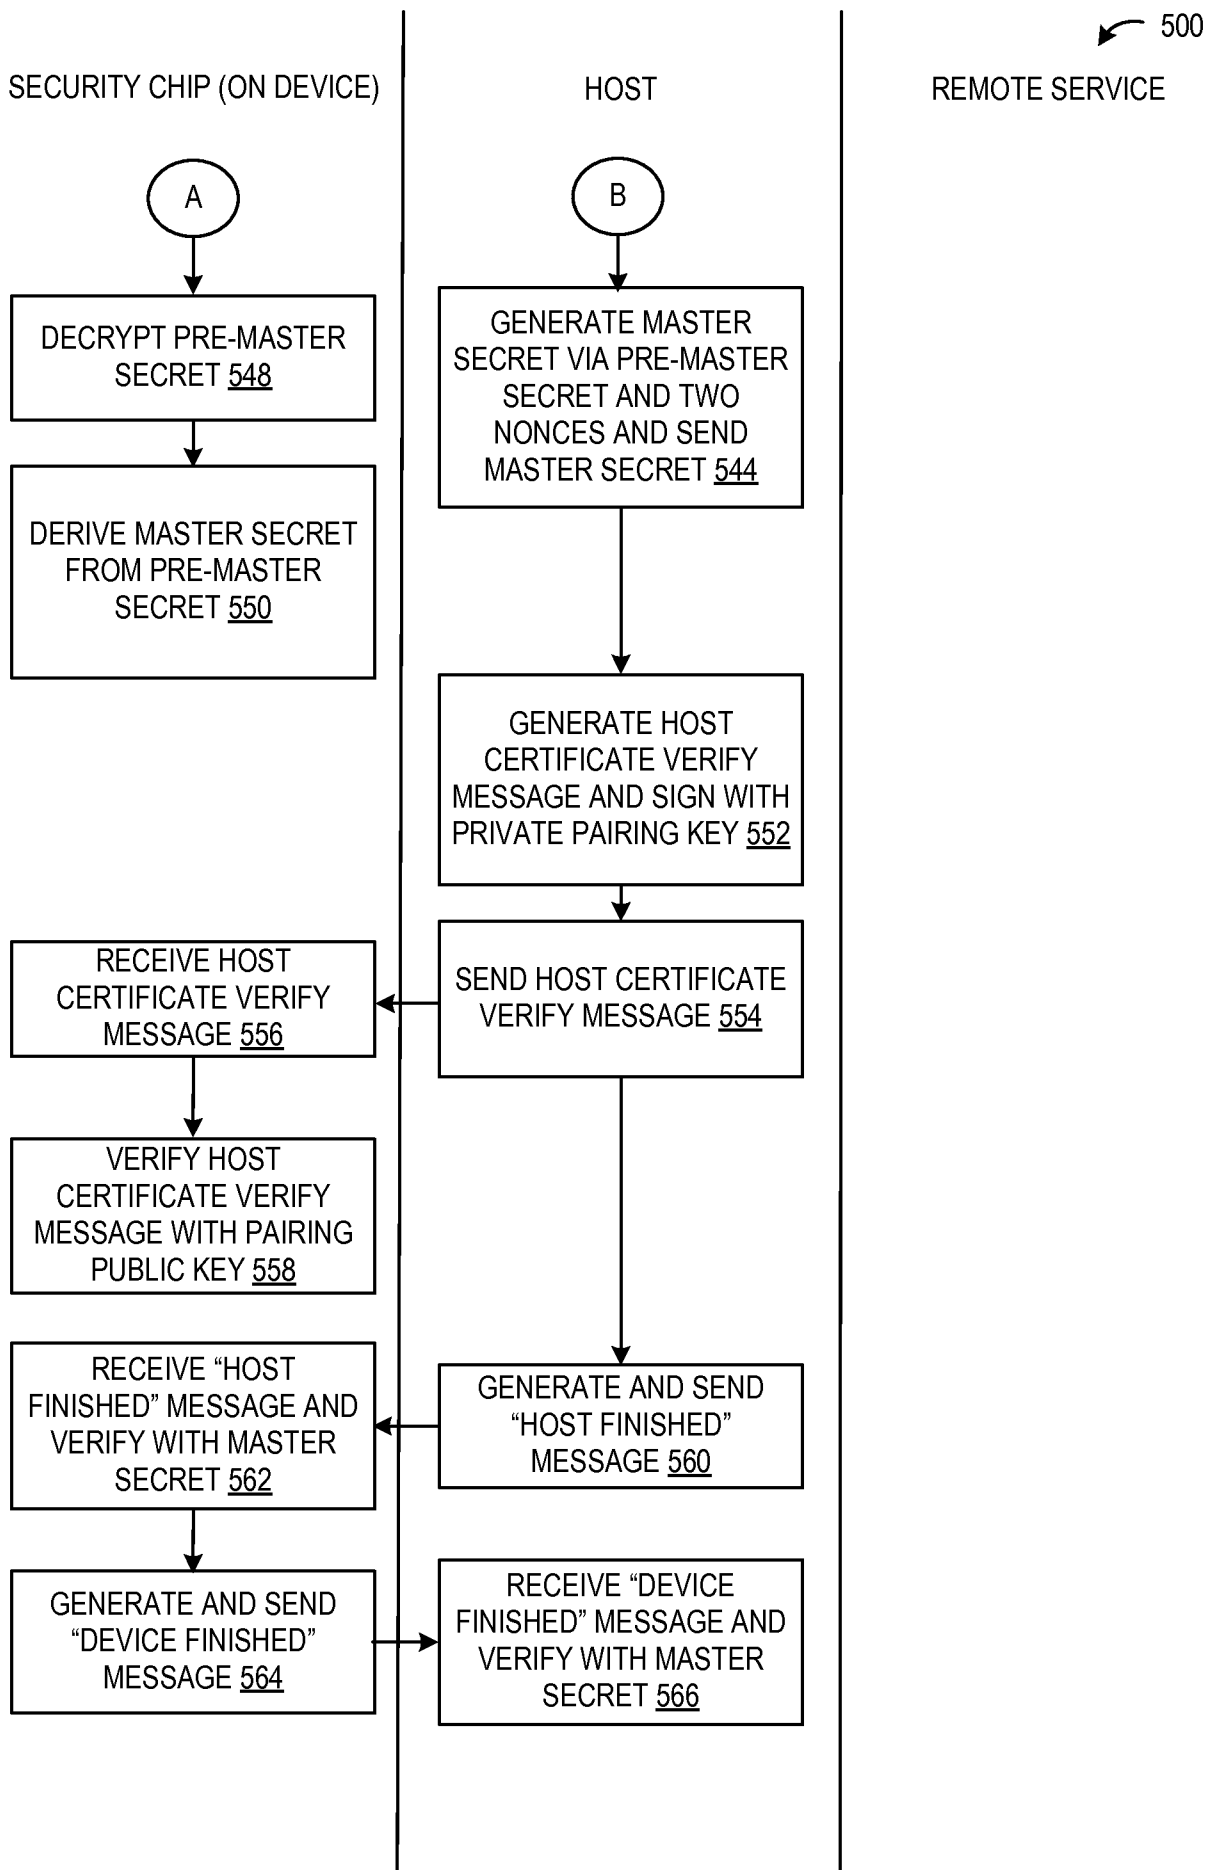 500
SECURITY CHIP (ON DEVICE)
HOST
REMOTE SERVICE
A
B
DECRYPT PRE-MASTER
SECRET 548
GENERATE MASTER
SECRET VIA PRE-MASTER
SECRET AND TWO
NONCES AND SEND
MASTER SECRET 544
DERIVE MASTER SECRET
FROM PRE-MASTER
SECRET 550
GENERATE HOST
CERTIFICATE VERIFY
MESSAGE AND SIGN WITH
PRIVATE PAIRING KEY 552
SEND HOST CERTIFICATE
VERIFY MESSAGE 554
RECEIVE HOST
CERTIFICATE VERIFY
MESSAGE 556
VERIFY HOST
CERTIFICATE VERIFY
MESSAGE WITH PAIRING
PUBLIC KEY 558
GENERATE AND SEND
“HOST FINISHED”
MESSAGE 560
RECEIVE “HOST
FINISHED” MESSAGE AND
VERIFY WITH MASTER
SECRET 562
GENERATE AND SEND
“DEVICE FINISHED”
MESSAGE 564
RECEIVE “DEVICE
FINISHED” MESSAGE AND
VERIFY WITH MASTER
SECRET 566